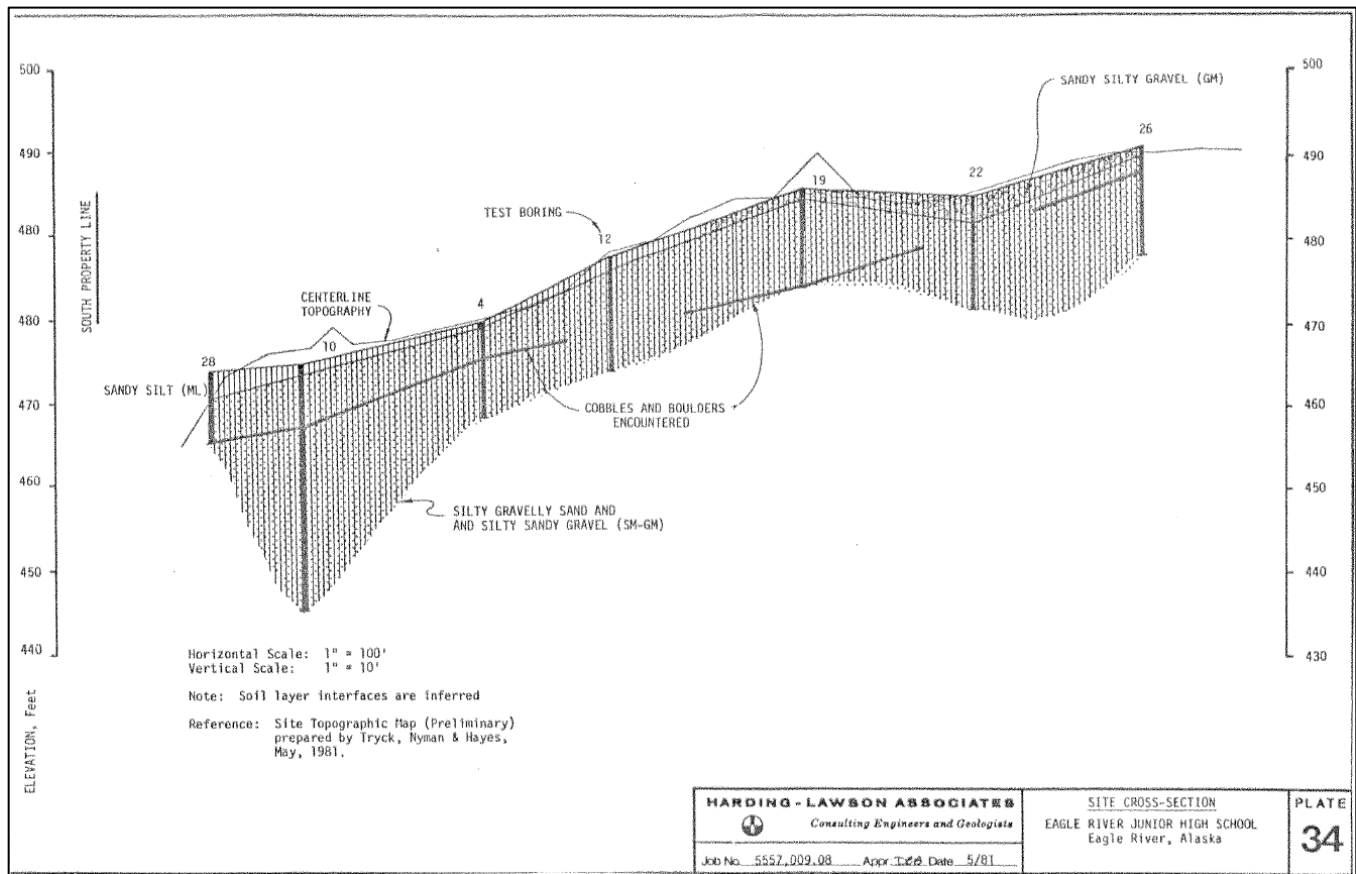 500
490
480
480
470
460
450
440
ELEVATION, Feet
SOUTH PROPERTY LINE
500
490
480
470
460
450
440
430
SANDY SILTY GRAVEL (GM)
26
22
19
TEST BORING
12
CENTERLINE
TOPOGRAPHY
4
10
28
SANDY SILT (ML)
COBBLES AND BOULDERS
ENCOUNTERED
SILTY GRAVELLY SAND AND
AND SILTY SANDY GRAVEL (SM-GM)
Horizontal Scale: 1" = 100'
Vertical Scale: 1" = 10'
Note: Soil layer interfaces are inferred
Reference: Site Topographic Map (Preliminary)
prepared by Tryck, Nyman & Hayes,
May, 1981.
HARDING - LAWSON ASSOCIATES
Consulting Engineers and Geologists
Job No. 5557,009.08 Appr. Date 5/81
SITE CROSS-SECTION
EAGLE RIVER JUNIOR HIGH SCHOOL
Eagle River, Alaska
PLATE
34